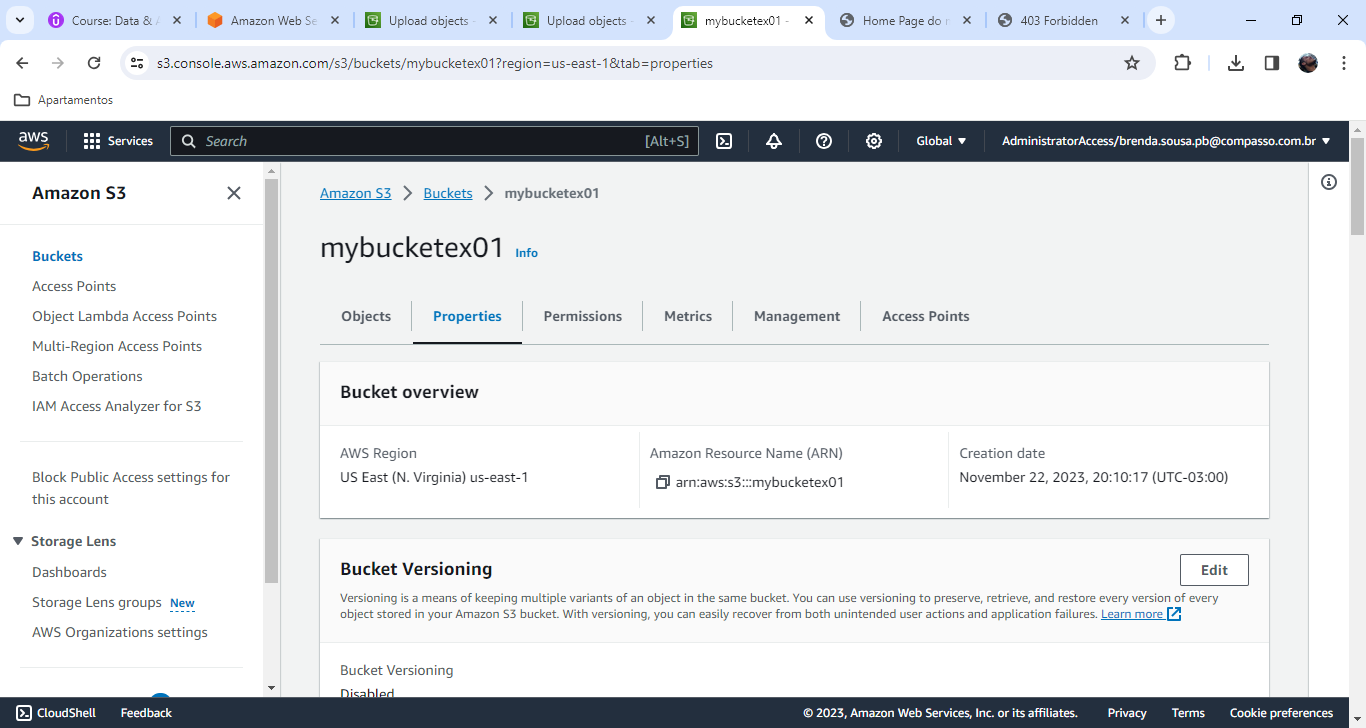 Course: Data & A
Amazon Web Se
Upload objects -
Upload objects -
mybucketex01 -
Home Page do
403 Forbidden
s3.console.aws.amazon.com/s3/buckets/mybucketex01?region=us-east-1&tab=properties
Apartamentos
aws
Services
Search
[Alt+S]
Global
AdministratorAccess/brenda.sousa.pb@compasso.com.br
Amazon S3
Buckets
Access Points
Object Lambda Access Points
Multi-Region Access Points
Batch Operations
IAM Access Analyzer for S3
Block Public Access settings for
this account
Storage Lens
Dashboards
Storage Lens groups New
AWS Organizations settings
Amazon S3
Buckets
mybucketex01
mybucketex01 Info
Objects
Properties
Permissions
Metrics
Management
Access Points
Bucket overview
AWS Region
US East (N. Virginia) us-east-1
Amazon Resource Name (ARN)
arn:aws:s3:::mybucketex01
Creation date
November 22, 2023, 20:10:17 (UTC-03:00)
Bucket Versioning
Edit
Versioning is a means of keeping multiple variants of an object in the same bucket. You can use versioning to preserve, retrieve, and restore every version of every
object stored in your Amazon S3 bucket. With versioning, you can easily recover from both unintended user actions and application failures. Learn more
Bucket Versioning
Disabled
CloudShell
Feedback
© 2023, Amazon Web Services, Inc. or its affiliates.
Privacy
Terms
Cookie preferences